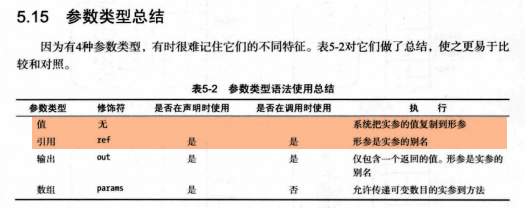 5.15 参数类型总结
因为有4种参数类型，有时很难记住它们的不同特征。表5-2对它们做了总结，使之更易于比
较和对照。
表5-2 参数类型语法使用总结
参数类型 修饰符 是否在声明时使用 是否在调用时使用 执 行
值 无 系统把实参的值复制到形参
引用 ref 是 是 形参是实参的别名
输出 out 是 是 仅包含一个返回的值。形参是实参的
别名
数组 params 是 否 允许传递可变数目的实参到方法